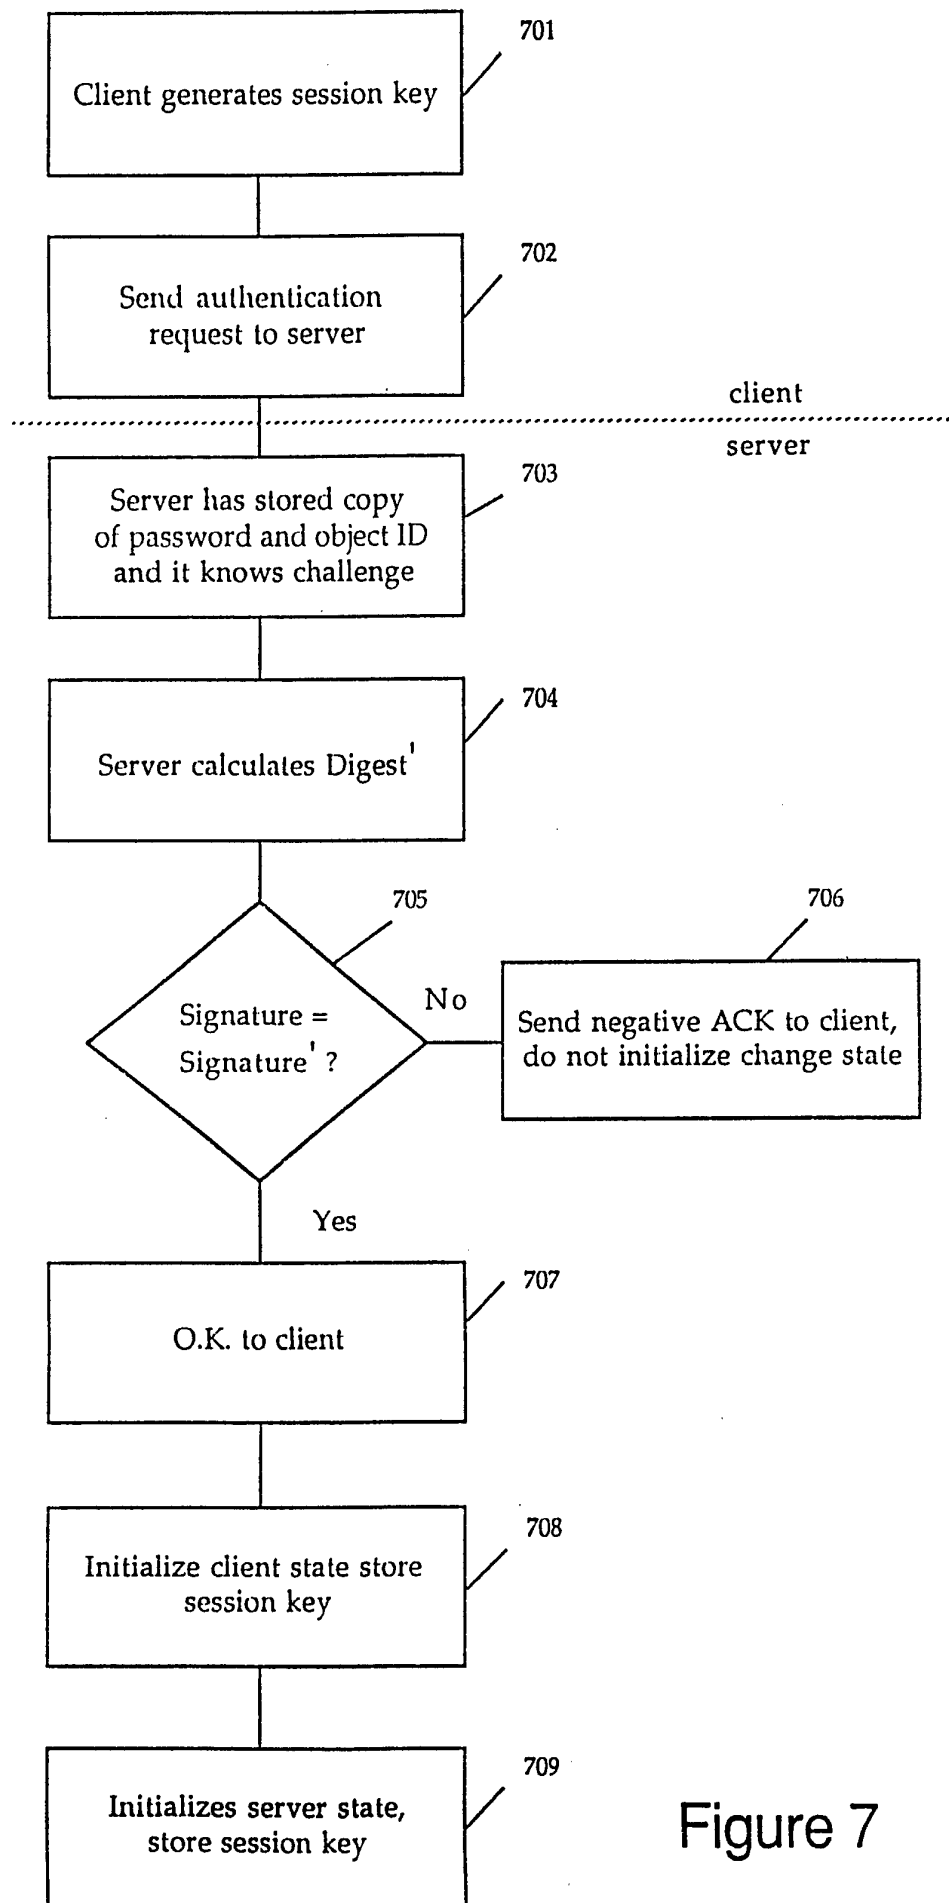 701
Client generates session key
702
Send authentication
request to server
client
server
703
Server has stored copy
of password and object ID
and it knows challenge
704
Server calculates Digest'
705
Signature =
Signature' ?
No
706
Send negative ACK to client,
do not initialize change state
Yes
707
O.K. to client
708
Initialize client state store
session key
709
Initializes server state,
store session key
Figure 7